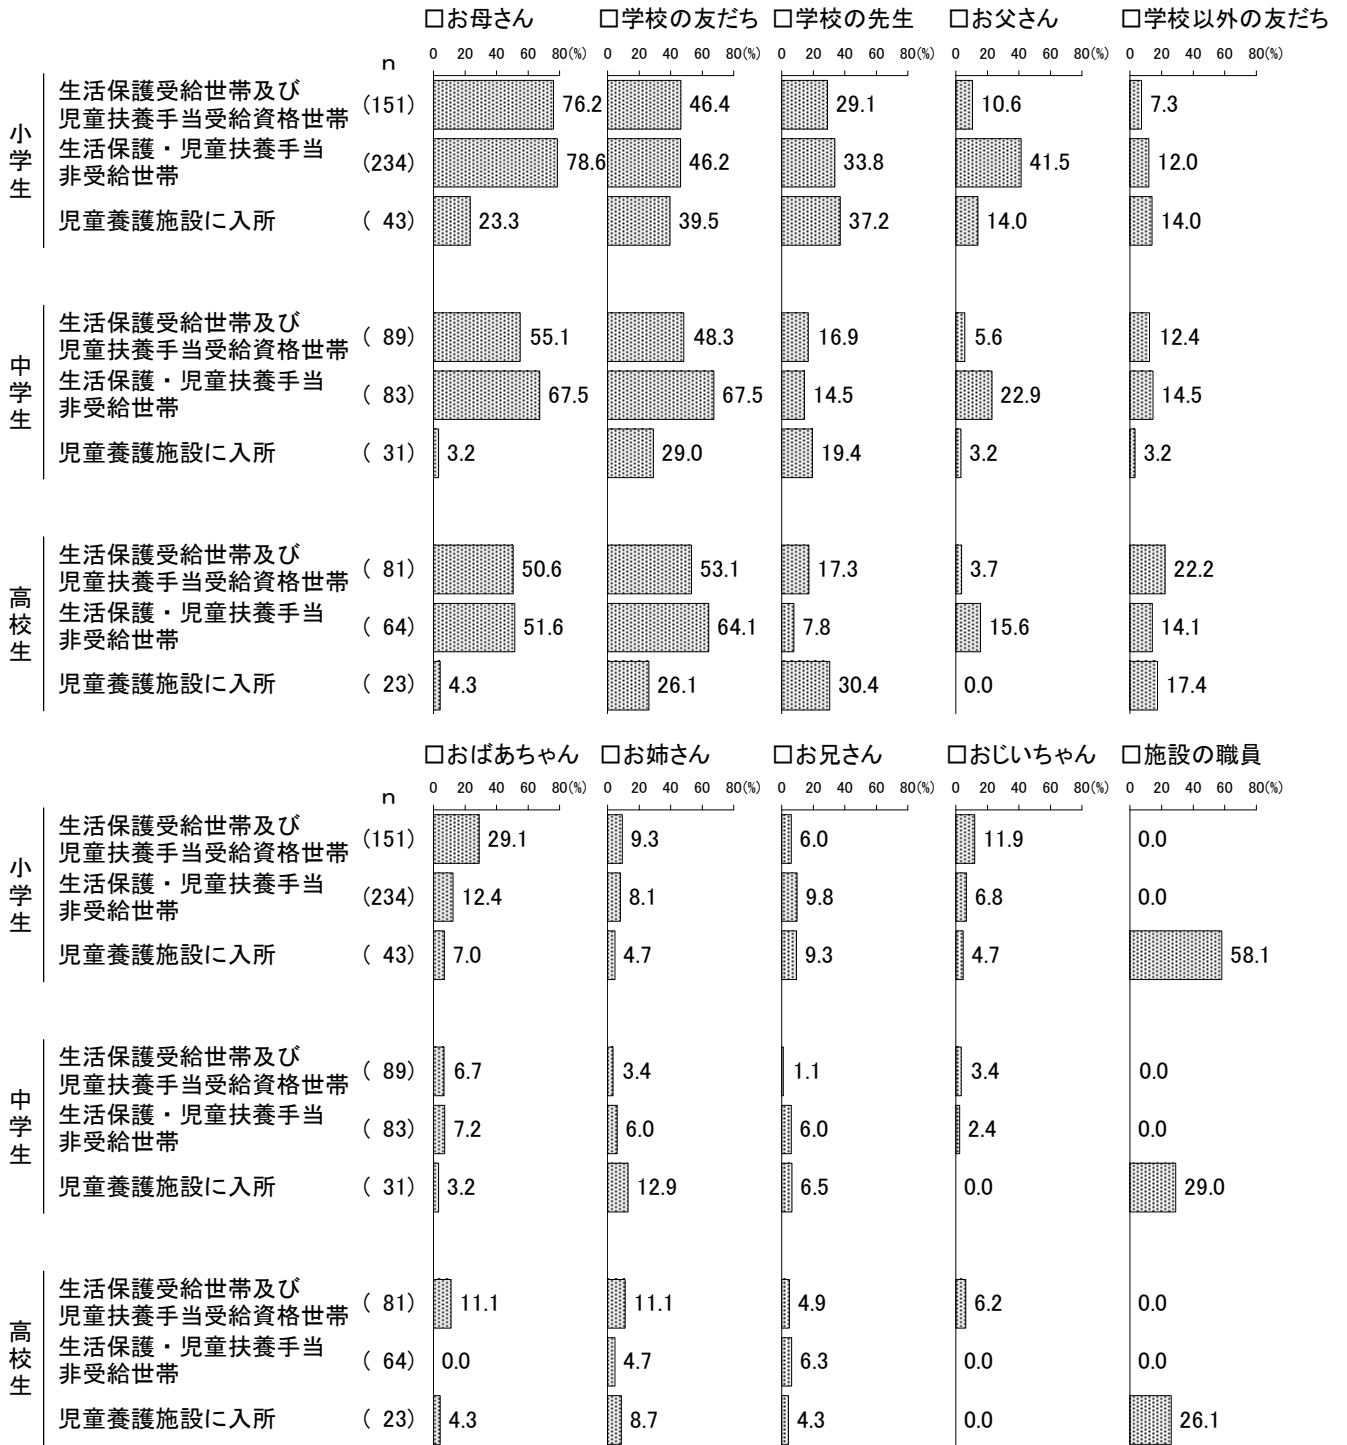 □お母さん □学校の友だち □学校の先生 □お父さん □学校以外の友だち
n 0 20 40 60 80(%) 0 20 40 60 80(%) 0 20 40 60 80(%) 0 20 40 60 80(%) 0 20 40 60 80(%)
小学生
生活保護受給世帯及び
児童扶養手当受給資格世帯 (151) 76.2 46.4 29.1 10.6 7.3
生活保護・児童扶養手当
非受給世帯 (234) 78.6 46.2 33.8 41.5 12.0
児童養護施設に入所 ( 43) 23.3 39.5 37.2 14.0 14.0
中学生
生活保護受給世帯及び
児童扶養手当受給資格世帯 ( 89) 55.1 48.3 16.9 5.6 12.4
生活保護・児童扶養手当
非受給世帯 ( 83) 67.5 67.5 14.5 22.9 14.5
児童養護施設に入所 ( 31) 3.2 29.0 19.4 3.2 3.2
高校生
生活保護受給世帯及び
児童扶養手当受給資格世帯 ( 81) 50.6 53.1 17.3 3.7 22.2
生活保護・児童扶養手当
非受給世帯 ( 64) 51.6 64.1 7.8 15.6 14.1
児童養護施設に入所 ( 23) 4.3 26.1 30.4 0.0 17.4
□おばあちゃん □お姉さん □お兄さん □おじいちゃん □施設の職員
n 0 20 40 60 80(%) 0 20 40 60 80(%) 0 20 40 60 80(%) 0 20 40 60 80(%) 0 20 40 60 80(%)
小学生
生活保護受給世帯及び
児童扶養手当受給資格世帯 (151) 29.1 9.3 6.0 11.9 0.0
生活保護・児童扶養手当
非受給世帯 (234) 12.4 8.1 9.8 6.8 0.0
児童養護施設に入所 ( 43) 7.0 4.7 9.3 4.7 58.1
中学生
生活保護受給世帯及び
児童扶養手当受給資格世帯 ( 89) 6.7 3.4 1.1 3.4 0.0
生活保護・児童扶養手当
非受給世帯 ( 83) 7.2 6.0 6.0 2.4 0.0
児童養護施設に入所 ( 31) 3.2 12.9 6.5 0.0 29.0
高校生
生活保護受給世帯及び
児童扶養手当受給資格世帯 ( 81) 11.1 11.1 4.9 6.2 0.0
生活保護・児童扶養手当
非受給世帯 ( 64) 0.0 4.7 6.3 0.0 0.0
児童養護施設に入所 ( 23) 4.3 8.7 4.3 0.0 26.1